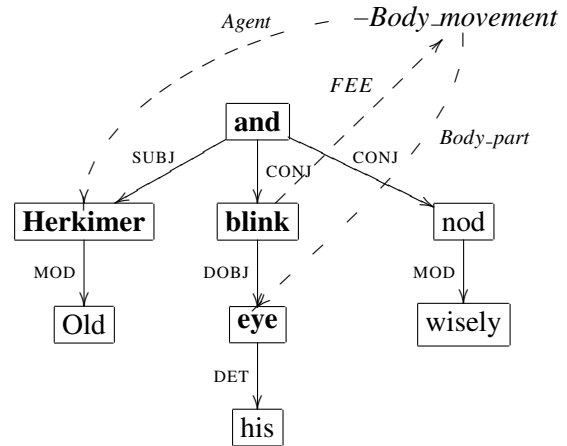 Agent –Body_movement
FEE
and
Body_part
SUBJ CONJ CONJ
Herkimer blink nod
MOD DOBJ MOD
Old eye wisely
DET
his